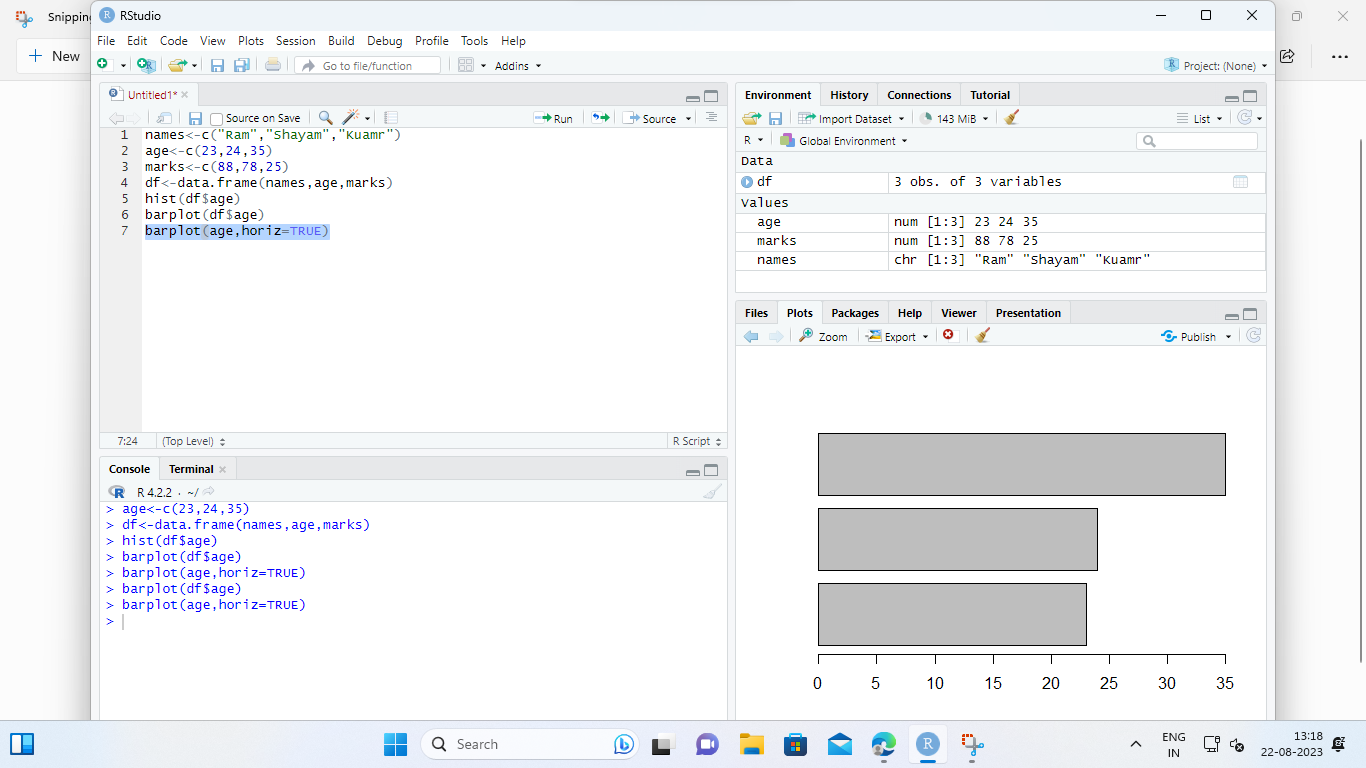 Snipping
RStudio
New
File Edit Code View Plots Session Build Debug Profile Tools Help
Go to file/function
Addins
Project: (None)
Untitled1*
Source on Save
Run
Source
1 names<-c("Ram","Shayam","Kuamr")
2 age<-c(23,24,35)
3 marks<-c(88,78,25)
4 df<-data.frame(names,age,marks)
5 hist(df$age)
6 barplot(df$age)
7 barplot(age,horiz=TRUE)
7:24 (Top Level) R Script
Console Terminal
R 4.2.2 · ~/
> age<-c(23,24,35)
> df<-data.frame(names,age,marks)
> hist(df$age)
> barplot(df$age)
> barplot(age,horiz=TRUE)
> barplot(df$age)
> barplot(age,horiz=TRUE)
>
Environment History Connections Tutorial
Import Dataset 143 MiB List
R Global Environment
Data
df 3 obs. of 3 variables
Values
age num [1:3] 23 24 35
marks num [1:3] 88 78 25
names chr [1:3] "Ram" "Shayam" "Kuamr"
Files Plots Packages Help Viewer Presentation
Zoom Export Publish
0 5 10 15 20 25 30 35
Search
ENG
IN
13:18
22-08-2023